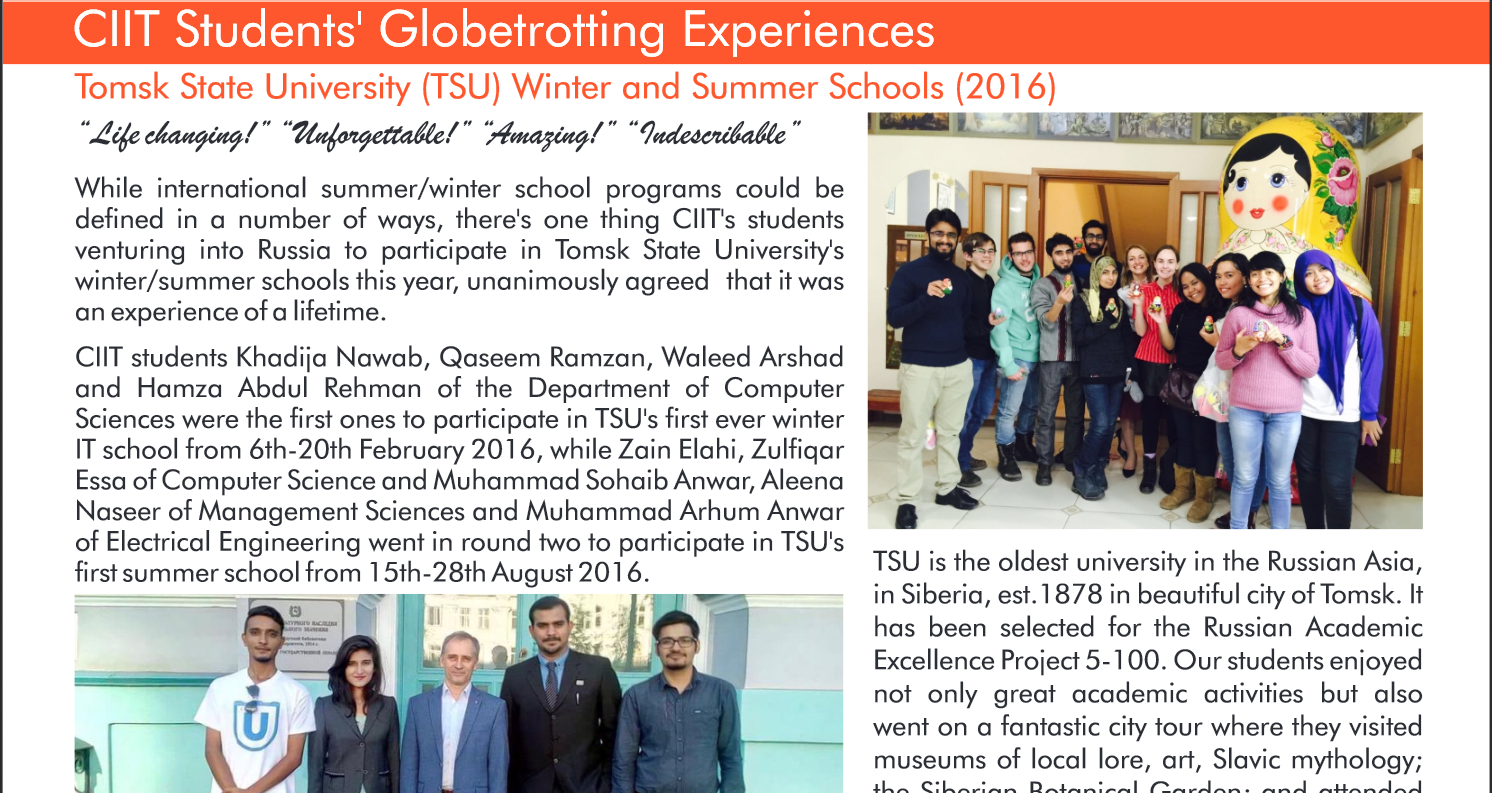 CIIT Students' Globetrotting Experiences
Tomsk State University (TSU) Winter and Summer Schools (2016)
“Life changing!” “Unforgettable!” “Amazing!” “Indescribable”
While international summer/winter school programs could be
defined in a number of ways, there's one thing CIIT's students
venturing into Russia to participate in Tomsk State University's
winter/summer schools this year, unanimously agreed that it was
an experience of a lifetime.
CIIT students Khadija Nawab, Qaseem Ramzan, Waleed Arshad
and Hamza Abdul Rehman of the Department of Computer
Sciences were the first ones to participate in TSU's first ever winter
IT school from 6th-20th February 2016, while Zain Elahi, Zulfiqar
Essa of Computer Science and Muhammad Sohaib Anwar, Aleena
Naseer of Management Sciences and Muhammad Arhum Anwar
of Electrical Engineering went in round two to participate in TSU's
first summer school from 15th-28th August 2016.
U
TSU is the oldest university in the Russian Asia,
in Siberia, est.1878 in beautiful city of Tomsk. It
has been selected for the Russian Academic
Excellence Project 5-100. Our students enjoyed
not only great academic activities but also
went on a fantastic city tour where they visited
museums of local lore, art, Slavic mythology;
the Siberian Botanical Garden; and attended